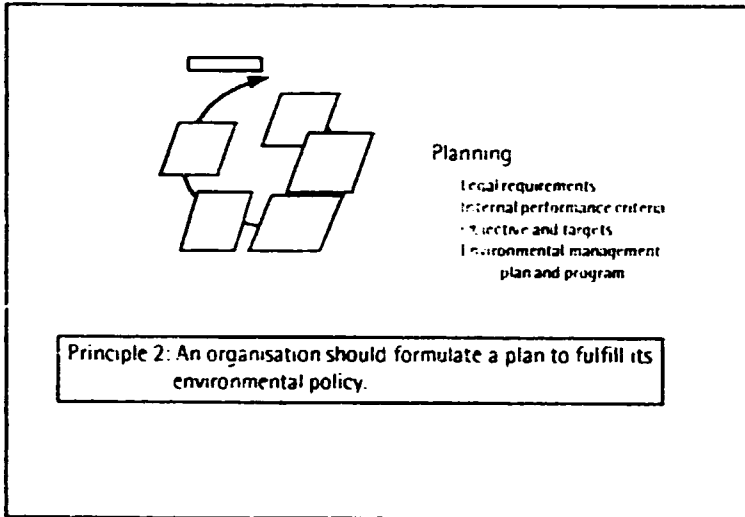 Planning
Legal requirements
Internal performance criteria
and targets
Environmental management
plan and program
Principle 2: An organisation should formulate a plan to fulfill its
environmental policy.